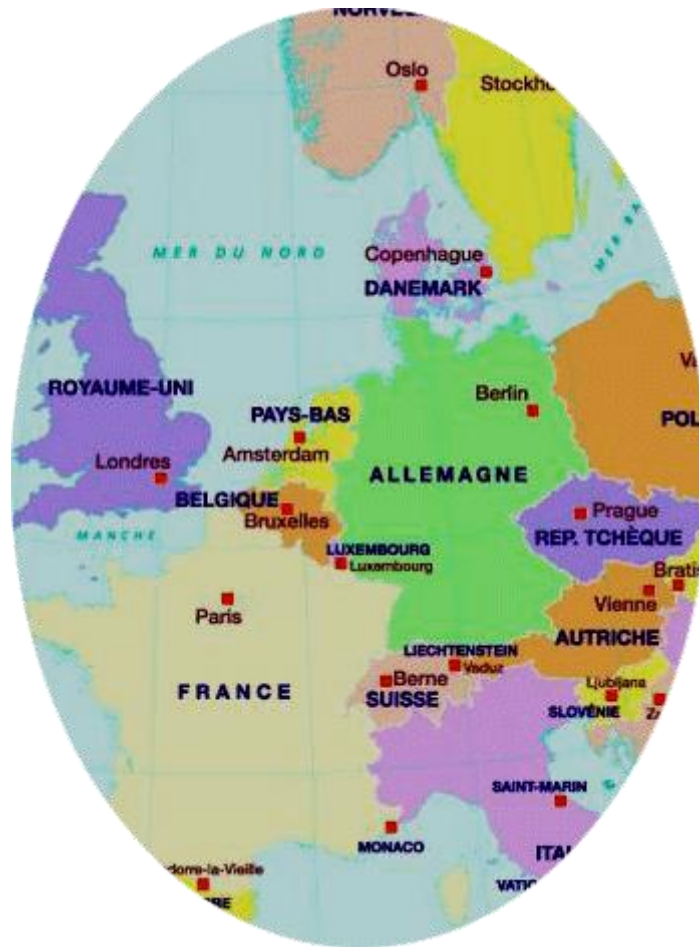 Oslo
MER DU NORD
Copenhague
DANEMARK
ROYAUME-UNI
Berlin
PAYS-BAS
Amsterdam
Londres
ALLEMAGNE
BELGIQUE
Bruxelles
Prague
REP. TCHÈQUE
MANCHE
LUXEMBOURG
Luxembourg
Paris
Vienne
AUTRICHE
LIECHTENSTEIN
Vaduz
Berne
SUISSE
FRANCE
Ljubljana
SLOVÉNIE
SAINT-MARIN
MONACO